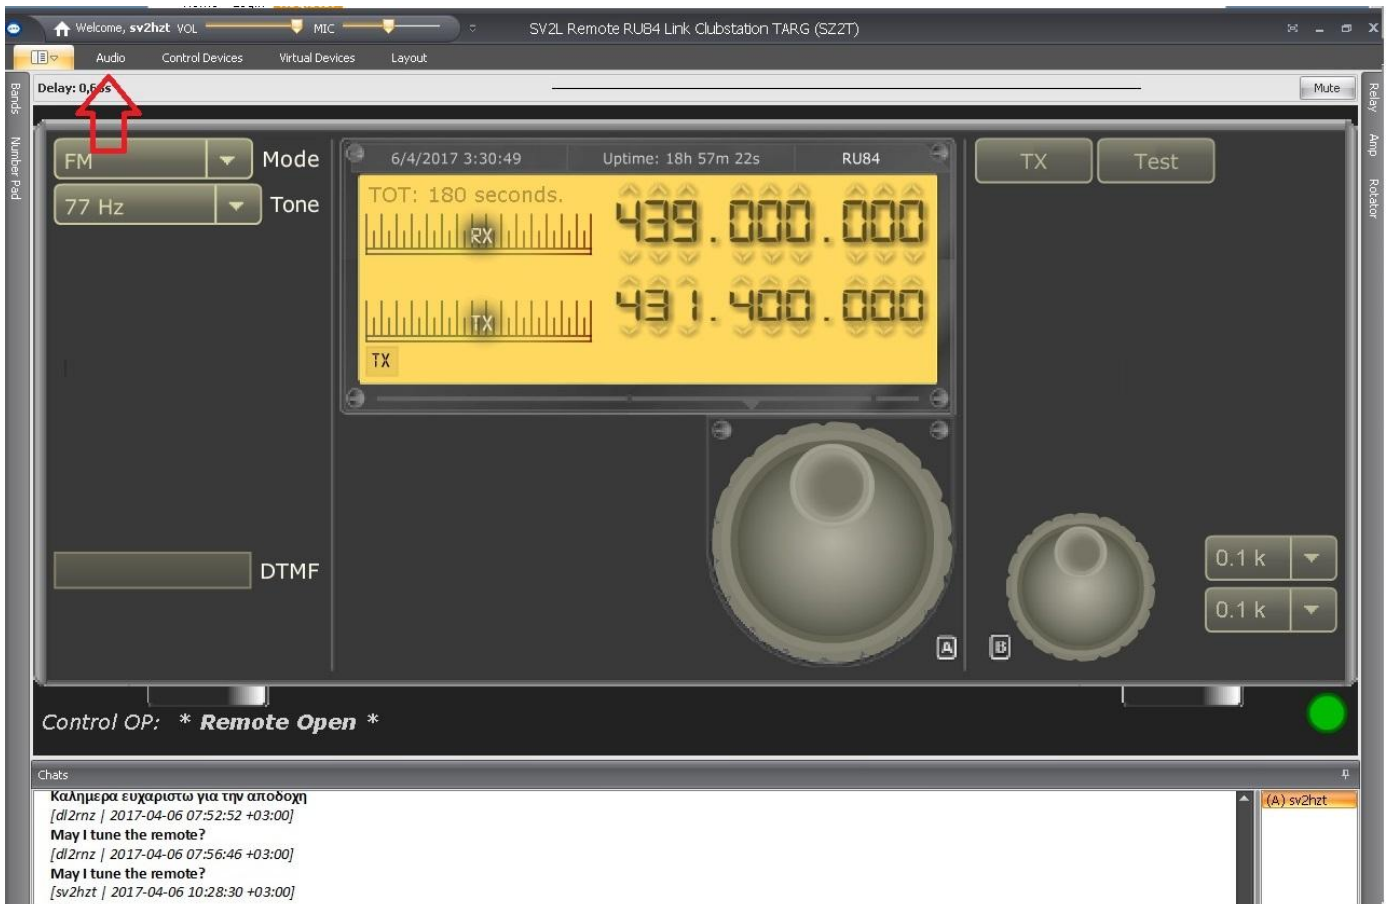 Welcome, sv2hzt VOL MIC SV2L Remote RU84 Link Clubstation TARG (SZ2T)
Audio Control Devices Virtual Devices Layout
Delay: 0, Mute
Bands
Number Pad
Relay
Amp
Rotator
FM Mode
77 Hz Tone
6/4/2017 3:30:49 Uptime: 18h 57m 22s RU84
TOT: 180 seconds.
RX 439.000.000
TX 431.400.000
TX
TX Test
DTMF
0.1 k
0.1 k
A B
Control OP: * Remote Open *
Chats
Καλημερα ευχαριστω για την αποδοχη
[dl2rnz | 2017-04-06 07:52:52 +03:00]
May I tune the remote?
[dl2rnz | 2017-04-06 07:56:46 +03:00]
May I tune the remote?
[sv2hzt | 2017-04-06 10:28:30 +03:00]
(A) sv2hzt